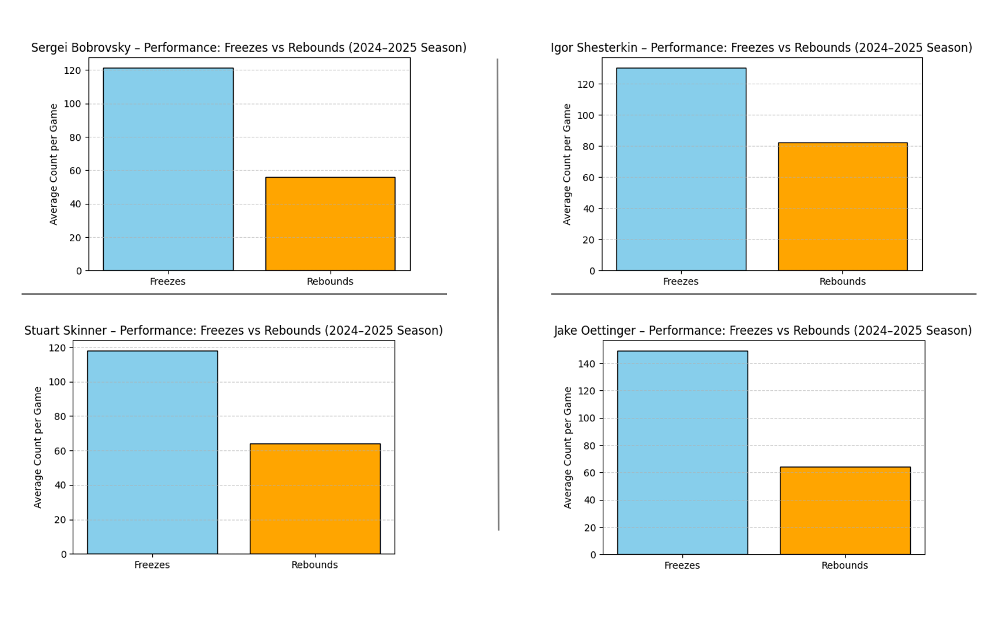 Sergei Bobrovsky – Performance: Freezes vs Rebounds (2024–2025 Season)
Average Count per Game
120
100
80
60
40
20
0
Freezes Rebounds
Igor Shesterkin – Performance: Freezes vs Rebounds (2024–2025 Season)
Average Count per Game
120
100
80
60
40
20
0
Freezes Rebounds
Stuart Skinner – Performance: Freezes vs Rebounds (2024–2025 Season)
Average Count per Game
120
100
80
60
40
20
0
Freezes Rebounds
Jake Oettinger – Performance: Freezes vs Rebounds (2024–2025 Season)
Average Count per Game
140
120
100
80
60
40
20
0
Freezes Rebounds